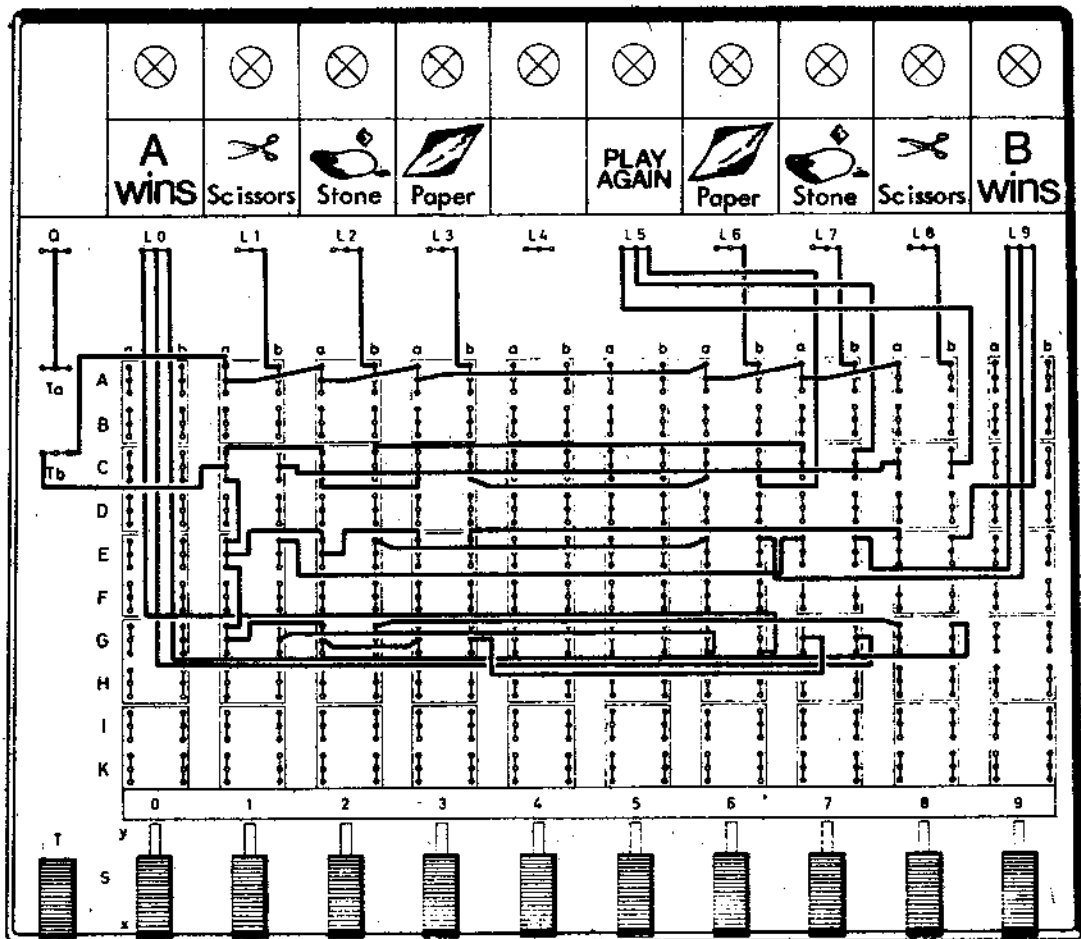 A wins Scissors Stone Paper PLAY AGAIN Paper Stone Scissors B wins
Q L0 L1 L2 L3 L4 L5 L6 L7 L8 L9
a b a b a b a b a b a b a b a b a b
Ta A
B
Tb C
D
E
F
G
H
I
K
0 1 2 3 4 5 6 7 8 9
T y
S
x